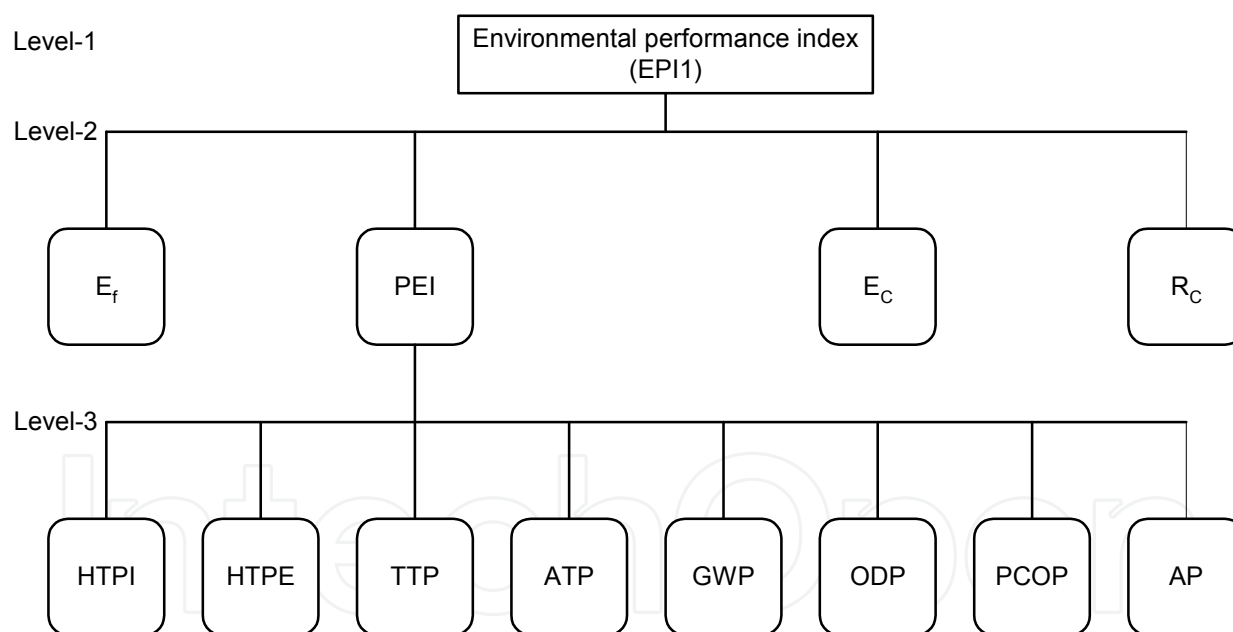 Level-1
Environmental performance index
(EPI1)
Level-2
E_f
PEI
E_C
R_C
Level-3
HTPI
HTPE
TTP
ATP
GWP
ODP
PCOP
AP
IntechOpen